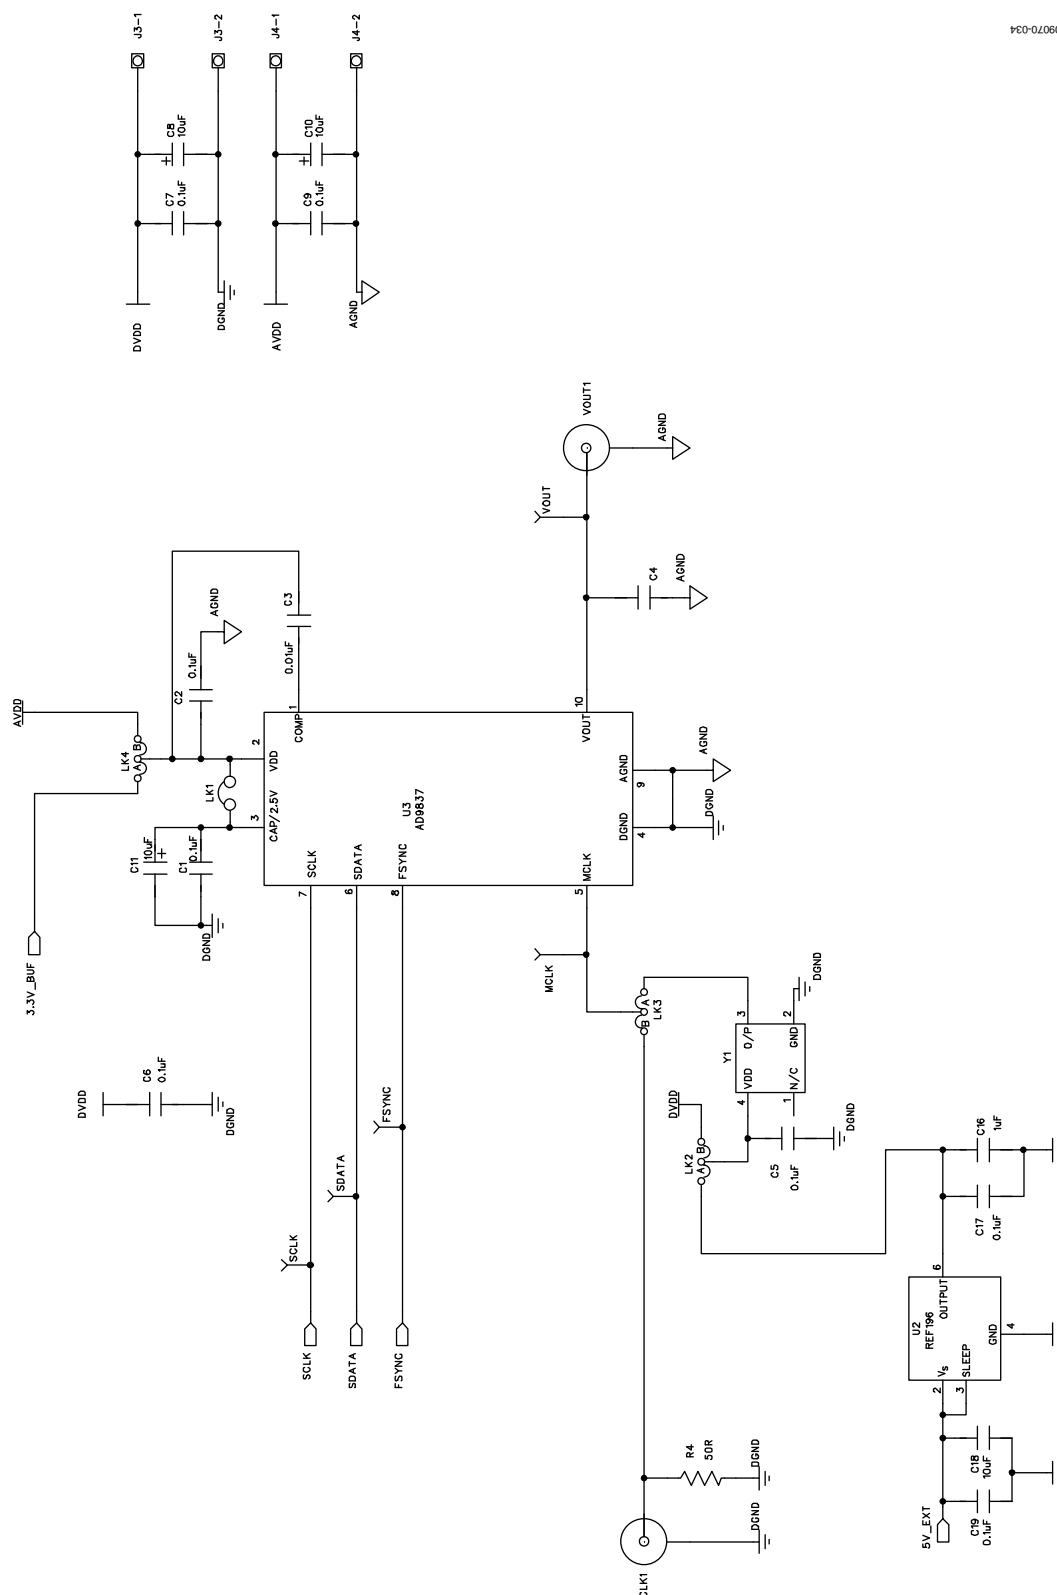 09070-034
J3-1
J3-2
J4-1
J4-2
C8
10uF
+
C10
10uF
+
C7
0.1uF
C9
0.1uF
DVDD
DGND
AVDD
AGND
VOUT1
AGND
VOUT
C4
AGND
C3
0.01uF
AGND
0.1uF
C2
AVDD
LK4
A
B
LK1
C11
10uF
+
C1
0.1uF
DGND
3.3V_BUF
2
VDD
3
CAP/2.5V
1
COMP
10
VOUT
U3
AD9837
7
SCLK
6
SDATA
8
FSYNC
5
MCLK
4
DGND
9
AGND
AGND
DGND
DVDD
C6
0.1uF
DGND
MCLK
B
A
LK3
FSYNC
SDATA
SCLK
SCLK
SDATA
FSYNC
DVDD
LK2
A
B
Y1
3
O/P
2
GND
4
VDD
1
N/C
DGND
C5
0.1uF
DGND
C16
1uF
C17
0.1uF
U2
REF196
6
OUTPUT
GND
4
2
Vs
3
SLEEP
C18
10uF
C19
0.1uF
5V_EXT
R4
50R
DGND
DGND
CLK1